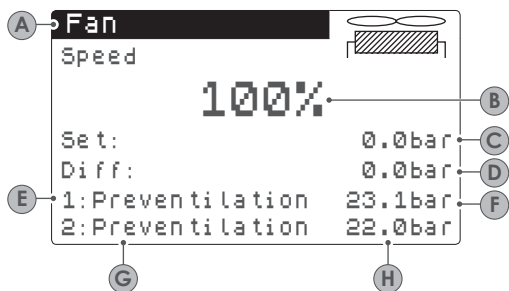 A Fan
Speed
100% B
Set: 0.0bar C
Diff: 0.0bar D
E 1:Preventilation 23.1bar F
2:Preventilation 22.0bar
G H